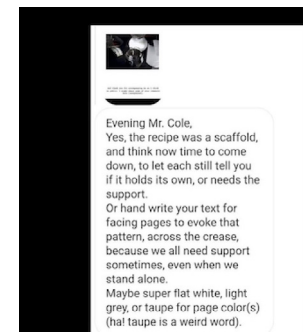 Evening Mr. Cole,
Yes, the recipe was a scaffold,
and think now time to come
down, to let each still tell you
if it holds its own, or needs the
support.
Or hand write your text for
facing pages to evoke that
pattern, across the crease,
because we all need support
sometimes, even when we
stand alone.
Maybe super flat white, light
grey, or taupe for page color(s)
(ha! taupe is a weird word).